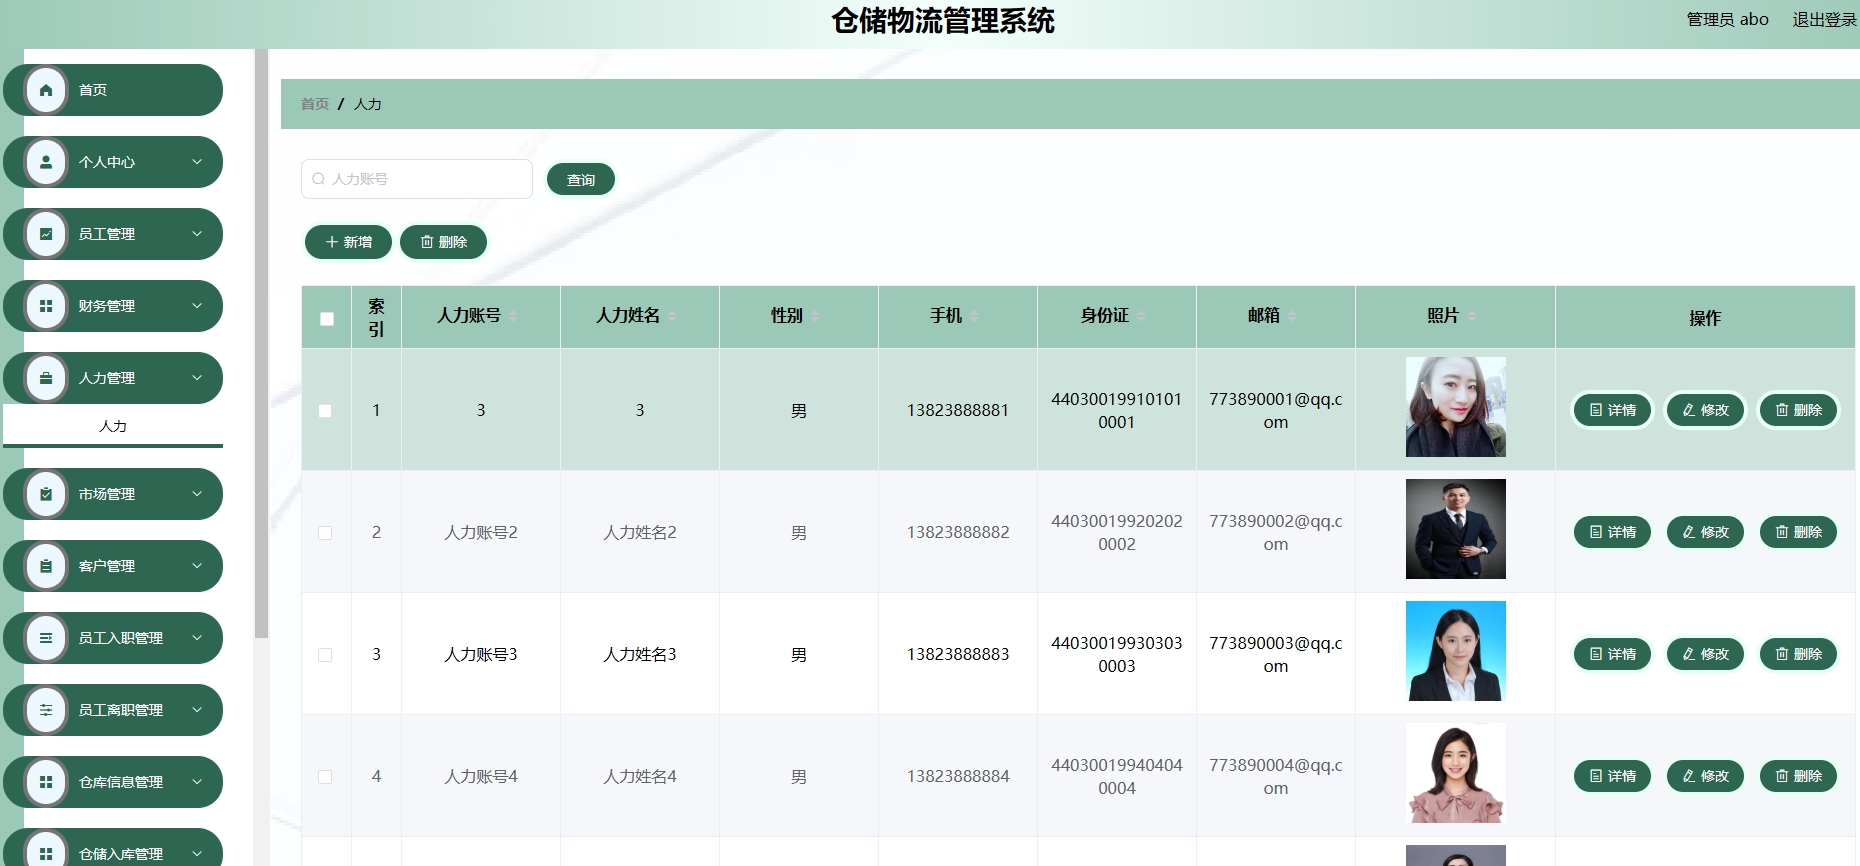 仓储物流管理系统
管理员 abo 退出登录
首页
个人中心
员工管理
财务管理
人力管理
人力
市场管理
客户管理
员工入职管理
员工离职管理
仓库信息管理
仓储入库管理
首页 / 人力
人力账号 查询
新增 删除
索引 人力账号 人力姓名 性别 手机 身份证 邮箱 照片 操作
1 3 3 男 13823888881 440300199101010001 773890001@qq.com 详情 修改 删除
2 人力账号2 人力姓名2 男 13823888882 440300199202020002 773890002@qq.com 详情 修改 删除
3 人力账号3 人力姓名3 男 13823888883 440300199303030003 773890003@qq.com 详情 修改 删除
4 人力账号4 人力姓名4 男 13823888884 440300199404040004 773890004@qq.com 详情 修改 删除